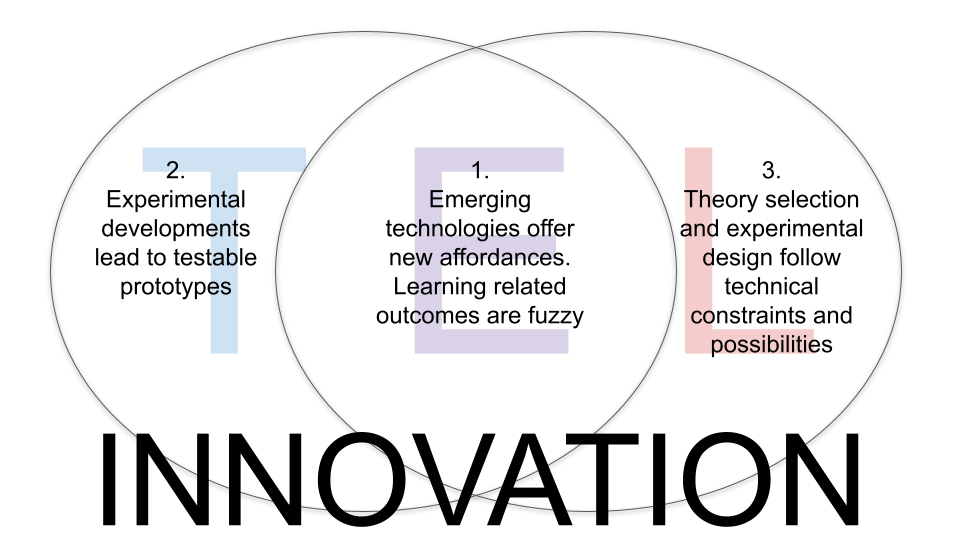 T
2.
Experimental
developments
lead to testable
prototypes
E
1.
Emerging
technologies offer
new affordances.
Learning related
outcomes are fuzzy
L
3.
Theory selection
and experimental
design follow
technical
constraints and
possibilities
INNOVATION